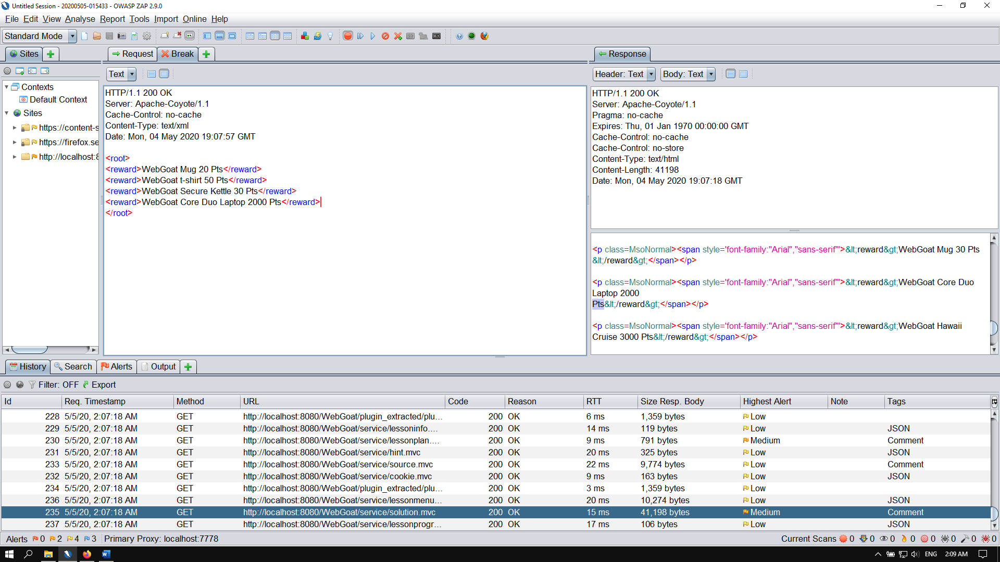 Untitled Session - 20200505-015433 - OWASP ZAP 2.9.0
File Edit View Analyse Report Tools Import Online Help
Standard Mode
Sites
Request
Break
Response
Text
Header: Text
Body: Text
Contexts
Default Context
Sites
https://content-s
https://firefox.se
http://localhost:8
HTTP/1.1 200 OK
Server: Apache-Coyote/1.1
Cache-Control: no-cache
Content-Type: text/xml
Date: Mon, 04 May 2020 19:07:57 GMT
<root>
<reward>WebGoat Mug 20 Pts</reward>
<reward>WebGoat t-shirt 50 Pts</reward>
<reward>WebGoat Secure Kettle 30 Pts</reward>
<reward>WebGoat Core Duo Laptop 2000 Pts</reward>
</root>
HTTP/1.1 200 OK
Server: Apache-Coyote/1.1
Pragma: no-cache
Expires: Thu, 01 Jan 1970 00:00:00 GMT
Cache-Control: no-cache
Cache-Control: no-store
Content-Type: text/html
Content-Length: 41198
Date: Mon, 04 May 2020 19:07:18 GMT
<p class=MsoNormal><span style='font-family:"Arial","sans-serif"'>&lt;reward&gt;WebGoat Mug 30 Pts
&lt;/reward&gt;</span></p>
<p class=MsoNormal><span style='font-family:"Arial","sans-serif"'>&lt;reward&gt;WebGoat Core Duo
Laptop 2000
Pts&lt;/reward&gt;</span></p>
<p class=MsoNormal><span style='font-family:"Arial","sans-serif"'>&lt;reward&gt;WebGoat Hawaii
Cruise 3000 Pts&lt;/reward&gt;</span></p>
History Search Alerts Output
Filter: OFF Export
Id Req. Timestamp Method URL Code Reason RTT Size Resp. Body Highest Alert Note Tags
228 5/5/20, 2:07:18 AM GET http://localhost:8080/WebGoat/plugin_extracted/plu... 200 OK 6 ms 1,359 bytes Low
229 5/5/20, 2:07:18 AM GET http://localhost:8080/WebGoat/service/lessoninfo.... 200 OK 14 ms 119 bytes Low JSON
230 5/5/20, 2:07:18 AM GET http://localhost:8080/WebGoat/service/lessonplan.... 200 OK 9 ms 791 bytes Medium Comment
231 5/5/20, 2:07:18 AM GET http://localhost:8080/WebGoat/service/hint.mvc 200 OK 20 ms 325 bytes Low JSON
233 5/5/20, 2:07:18 AM GET http://localhost:8080/WebGoat/service/source.mvc 200 OK 22 ms 9,774 bytes Low Comment
232 5/5/20, 2:07:18 AM GET http://localhost:8080/WebGoat/service/cookie.mvc 200 OK 9 ms 163 bytes Low JSON
234 5/5/20, 2:07:18 AM GET http://localhost:8080/WebGoat/plugin_extracted/plu... 200 OK 3 ms 1,359 bytes Low
236 5/5/20, 2:07:18 AM GET http://localhost:8080/WebGoat/service/lessonmenu... 200 OK 20 ms 10,274 bytes Low JSON
235 5/5/20, 2:07:18 AM GET http://localhost:8080/WebGoat/service/solution.mvc 200 OK 15 ms 41,198 bytes Medium Comment
237 5/5/20, 2:07:18 AM GET http://localhost:8080/WebGoat/service/lessonprogr... 200 OK 17 ms 106 bytes Low JSON
Alerts 0 2 4 3 Primary Proxy: localhost:7778 Current Scans 0 0 0 0 0 0 0 0
ENG 2:09 AM